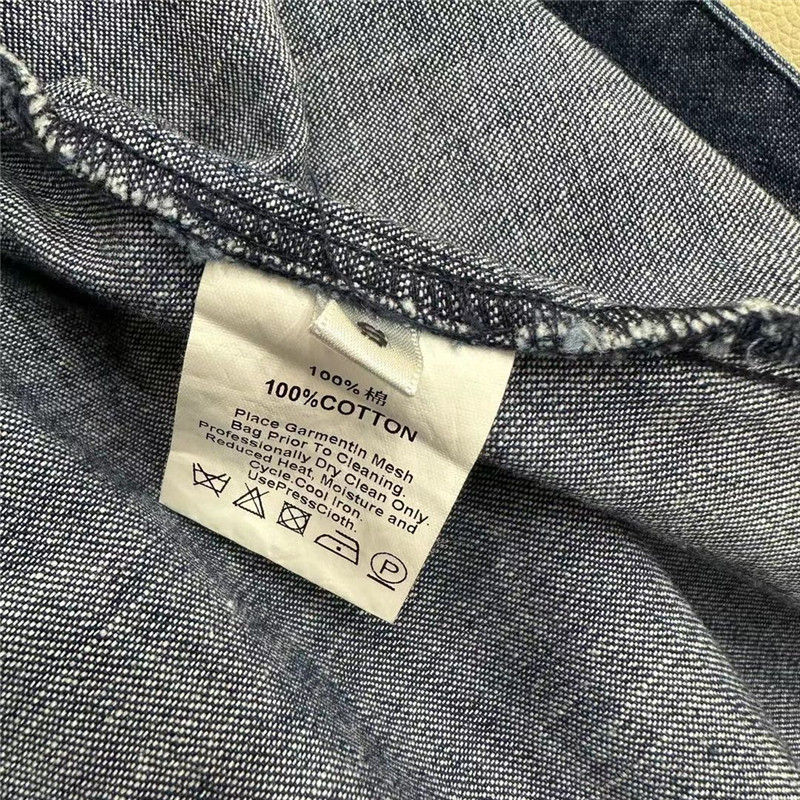 S
100% 棉
100%COTTON
Place GarmentIn Mesh
Bag Prior To Cleaning.
Professionally Dry Clean Only.
Reduced Heat, Moisture and
Cycle.Cool Iron.
UsePressCloth.
P